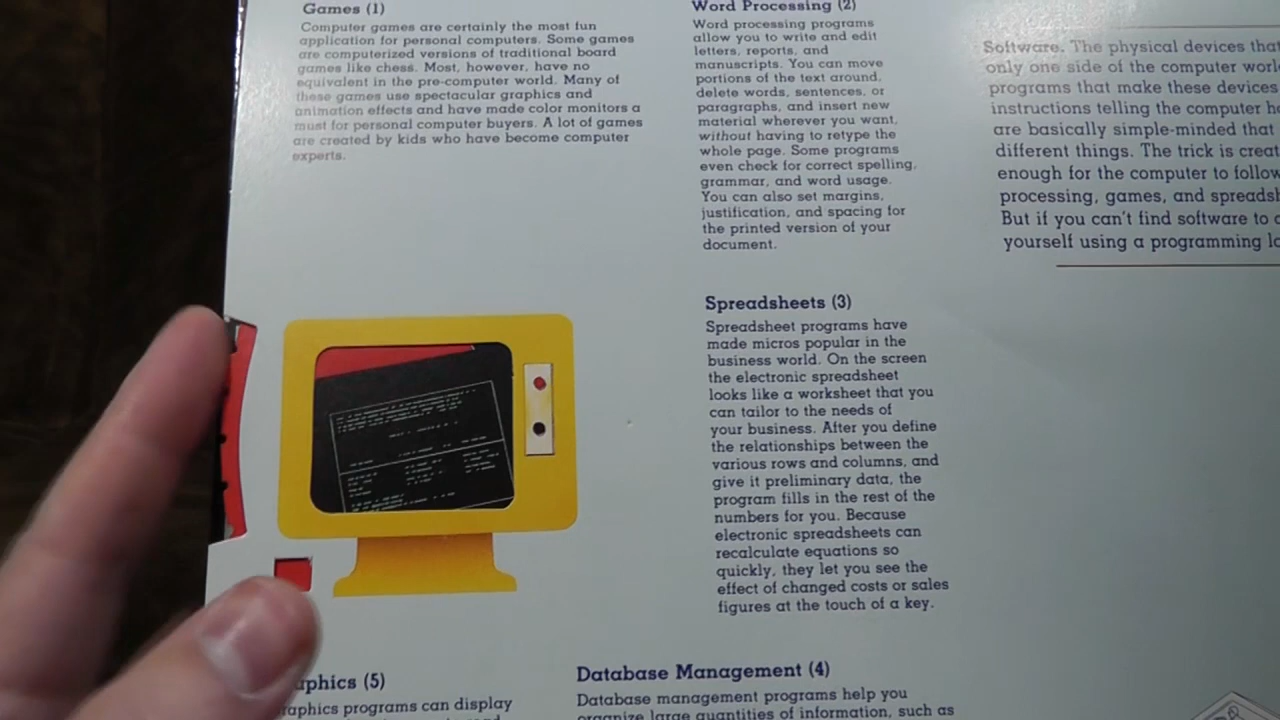 Games (1)
Computer games are certainly the most fun
application for personal computers. Some games
are computerized versions of traditional board
games like chess. Most, however, have no
equivalent in the pre-computer world. Many of
these games use spectacular graphics and
animation effects and have made color monitors a
must for personal computer buyers. A lot of games
are created by kids who have become computer
experts.
Word Processing (2)
Word processing programs
allow you to write and edit
letters, reports, and
manuscripts. You can move
portions of the text around,
delete words, sentences, or
paragraphs, and insert new
material wherever you want,
without having to retype the
whole page. Some programs
even check for correct spelling,
grammar, and word usage.
You can also set margins,
justification, and spacing for
the printed version of your
document.
Software. The physical devices that
only one side of the computer
programs that make these devices
instructions telling the computer
are basically simple-minded that
different things. The trick is
enough for the computer to follow
processing, games, and
But if you can't find software to
yourself using a programming
Spreadsheets (3)
Spreadsheet programs have
made micros popular in the
business world. On the screen
the electronic spreadsheet
looks like a worksheet that you
can tailor to the needs of
your business. After you define
the relationships between the
various rows and columns, and
give it preliminary data, the
program fills in the rest of the
numbers for you. Because
electronic spreadsheets can
recalculate equations so
quickly, they let you see the
effect of changed costs or sales
figures at the touch of a key.
aphics (5)
raphics programs can display
Database Management (4)
Database management programs help you
organize large quantities of information, such as